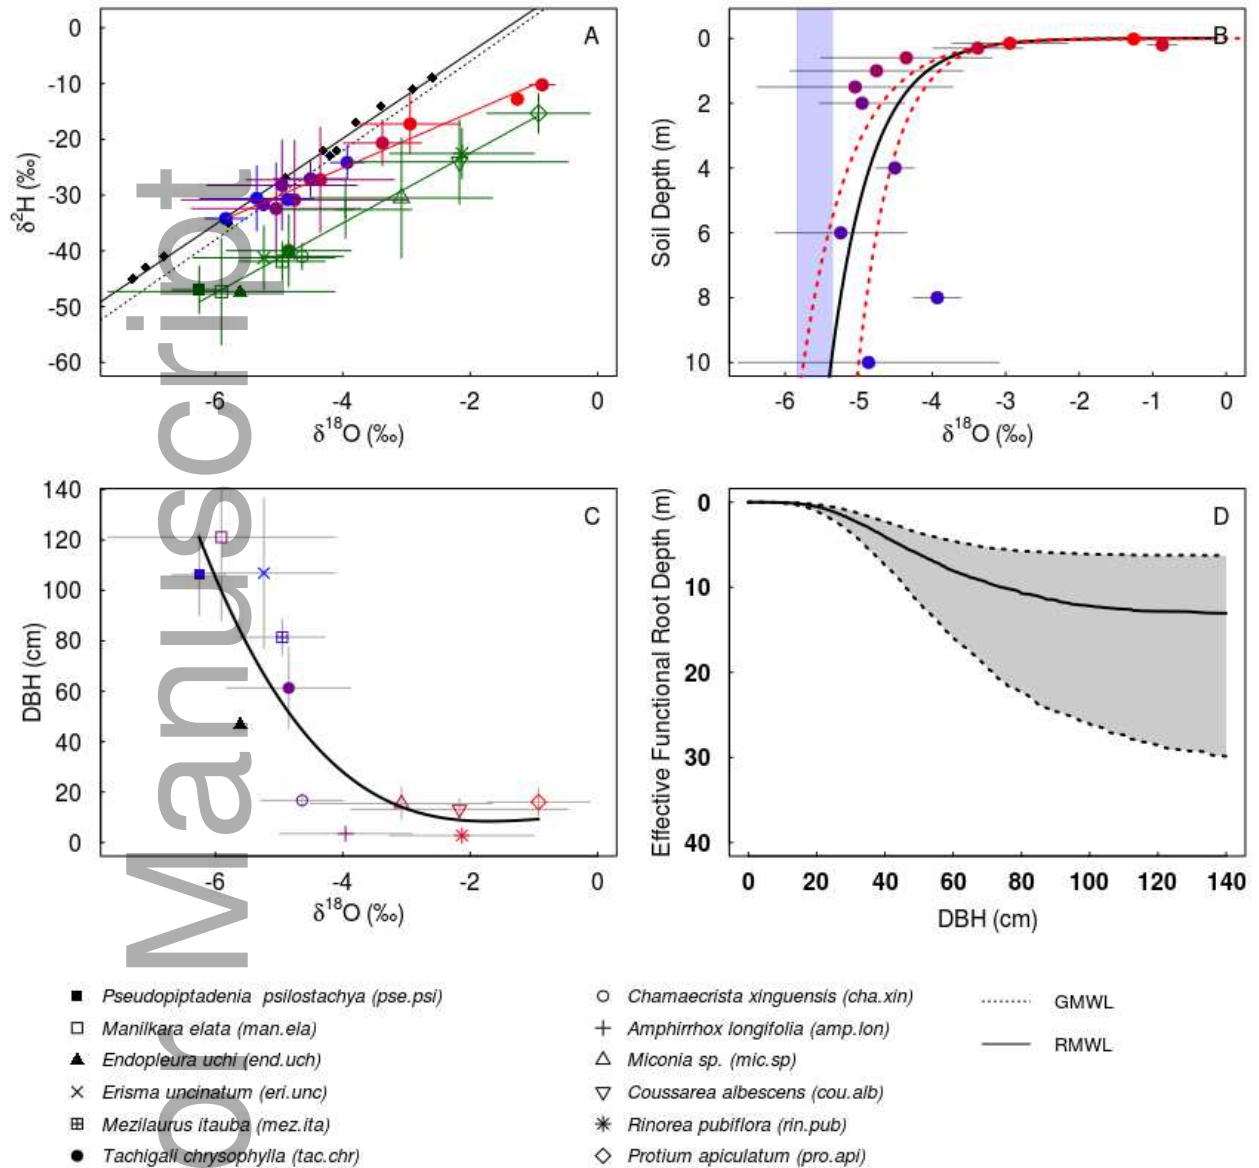 A
0
-10
-20
-30
-40
-50
-60
δ²H (‰)
-6 -4 -2 0
δ¹⁸O (‰)
B
0
2
4
6
8
10
Soil Depth (m)
-6 -5 -4 -3 -2 -1 0
δ¹⁸O (‰)
C
140
120
100
80
60
40
20
0
DBH (cm)
-6 -4 -2 0
δ¹⁸O (‰)
D
0
10
20
30
40
Effective Functional Root Depth (m)
0 20 40 60 80 100 120 140
DBH (cm)
Pseudopiptadenia psilostachya (pse.psi)
Manilkara elata (man.ela)
Endopleura uchi (end.uch)
Erisma uncinatum (eri.unc)
Mezilaurus itauba (mez.ita)
Tachigali chrysophylla (tac.chr)
Chamaecrista xinguensis (cha.xin)
Amphirrhox longifolia (amp.lon)
Miconia sp. (mic.sp)
Coussarea albescens (cou.alb)
Rinorea pubiflora (rin.pub)
Protium apiculatum (pro.api)
GMWL
RMWL
or Manuscript